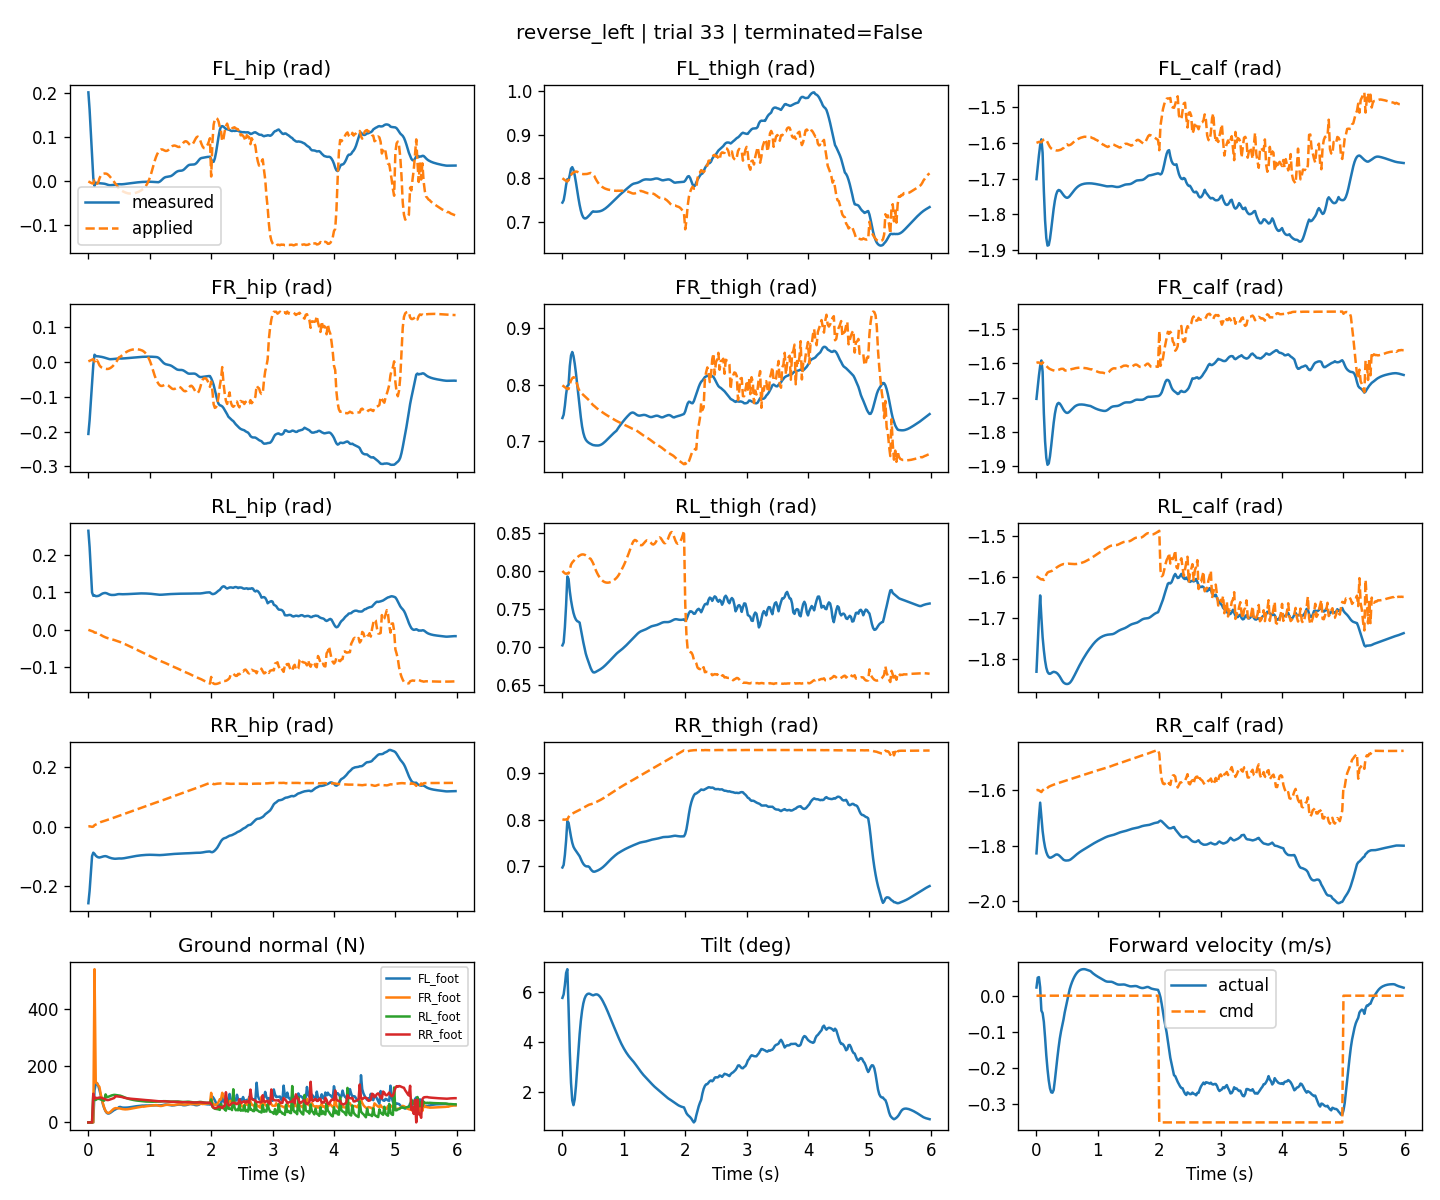 reverse_left | trial 33 | terminated=False
FL_hip (rad)
FL_thigh (rad)
FL_calf (rad)
0.2
0.1
0.0
−0.1
measured
applied
1.0
0.9
0.8
0.7
−1.5
−1.6
−1.7
−1.8
−1.9
FR_hip (rad)
FR_thigh (rad)
FR_calf (rad)
0.1
0.0
−0.1
−0.2
−0.3
0.9
0.8
0.7
−1.5
−1.6
−1.7
−1.8
−1.9
RL_hip (rad)
RL_thigh (rad)
RL_calf (rad)
0.2
0.1
0.0
−0.1
0.85
0.80
0.75
0.70
0.65
−1.5
−1.6
−1.7
−1.8
RR_hip (rad)
RR_thigh (rad)
RR_calf (rad)
0.2
0.0
−0.2
0.9
0.8
0.7
−1.6
−1.8
−2.0
Ground normal (N)
Tilt (deg)
Forward velocity (m/s)
400
200
0
FL_foot
FR_foot
RL_foot
RR_foot
6
4
2
0.0
−0.1
−0.2
−0.3
actual
cmd
0 1 2 3 4 5 6
0 1 2 3 4 5 6
0 1 2 3 4 5 6
Time (s)
Time (s)
Time (s)